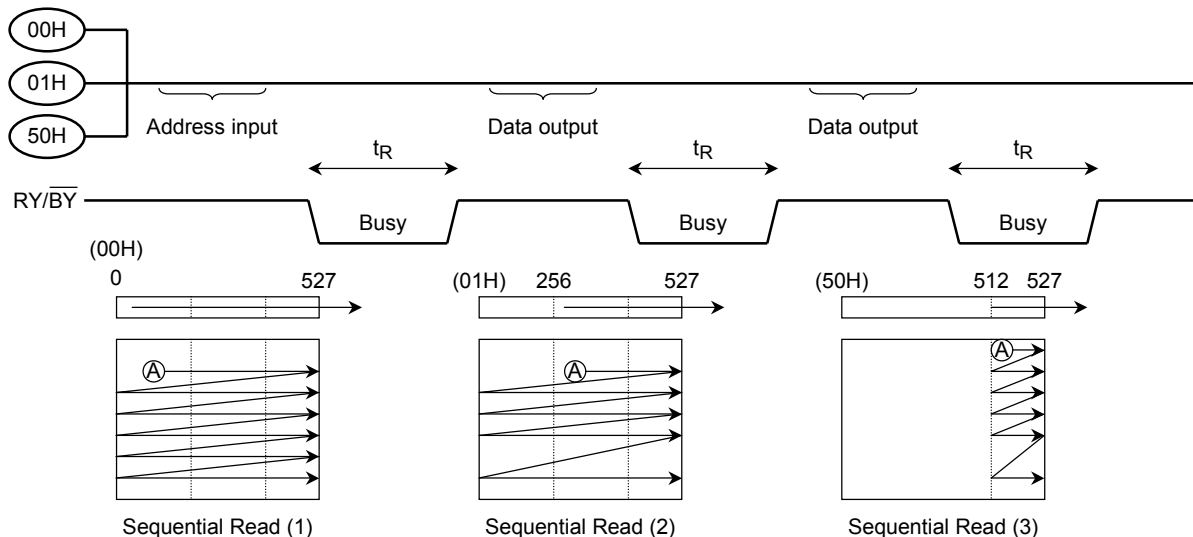 00H
01H
50H
Address input Data output Data output
tR tR tR
RY/BY Busy Busy Busy
(00H)
0 527 (01H) 256 527 (50H) 512 527
A A A
Sequential Read (1) Sequential Read (2) Sequential Read (3)